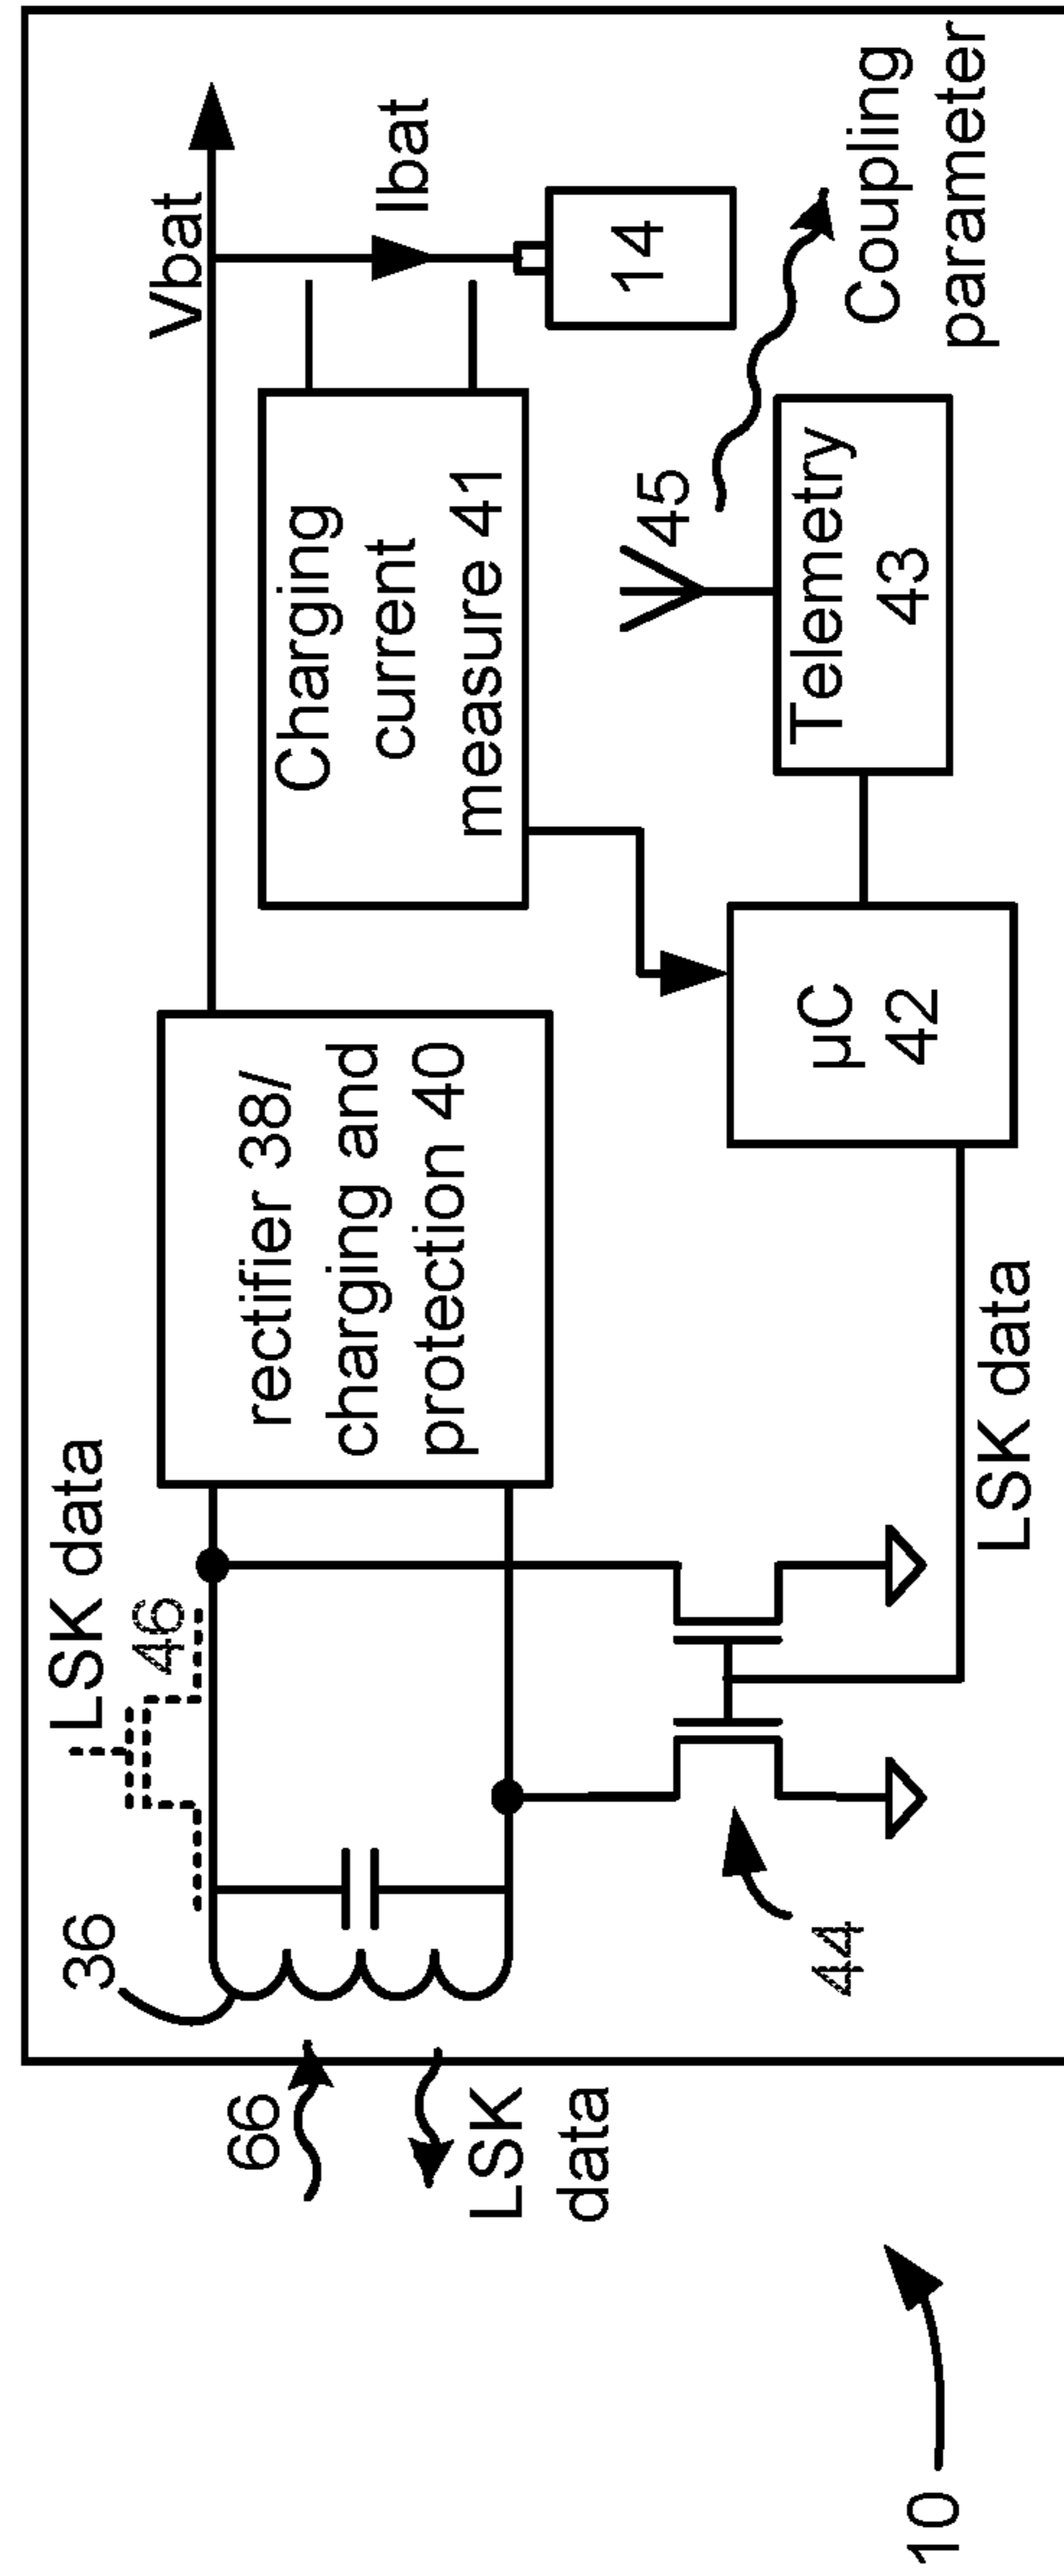 LSK data
46
36
66
LSK
data
10
rectifier 38/
charging and
protection 40
Vbat
Ibat
14
Charging
current
measure 41
45
Coupling
parameter
Telemetry
43
µC
42
LSK data
44